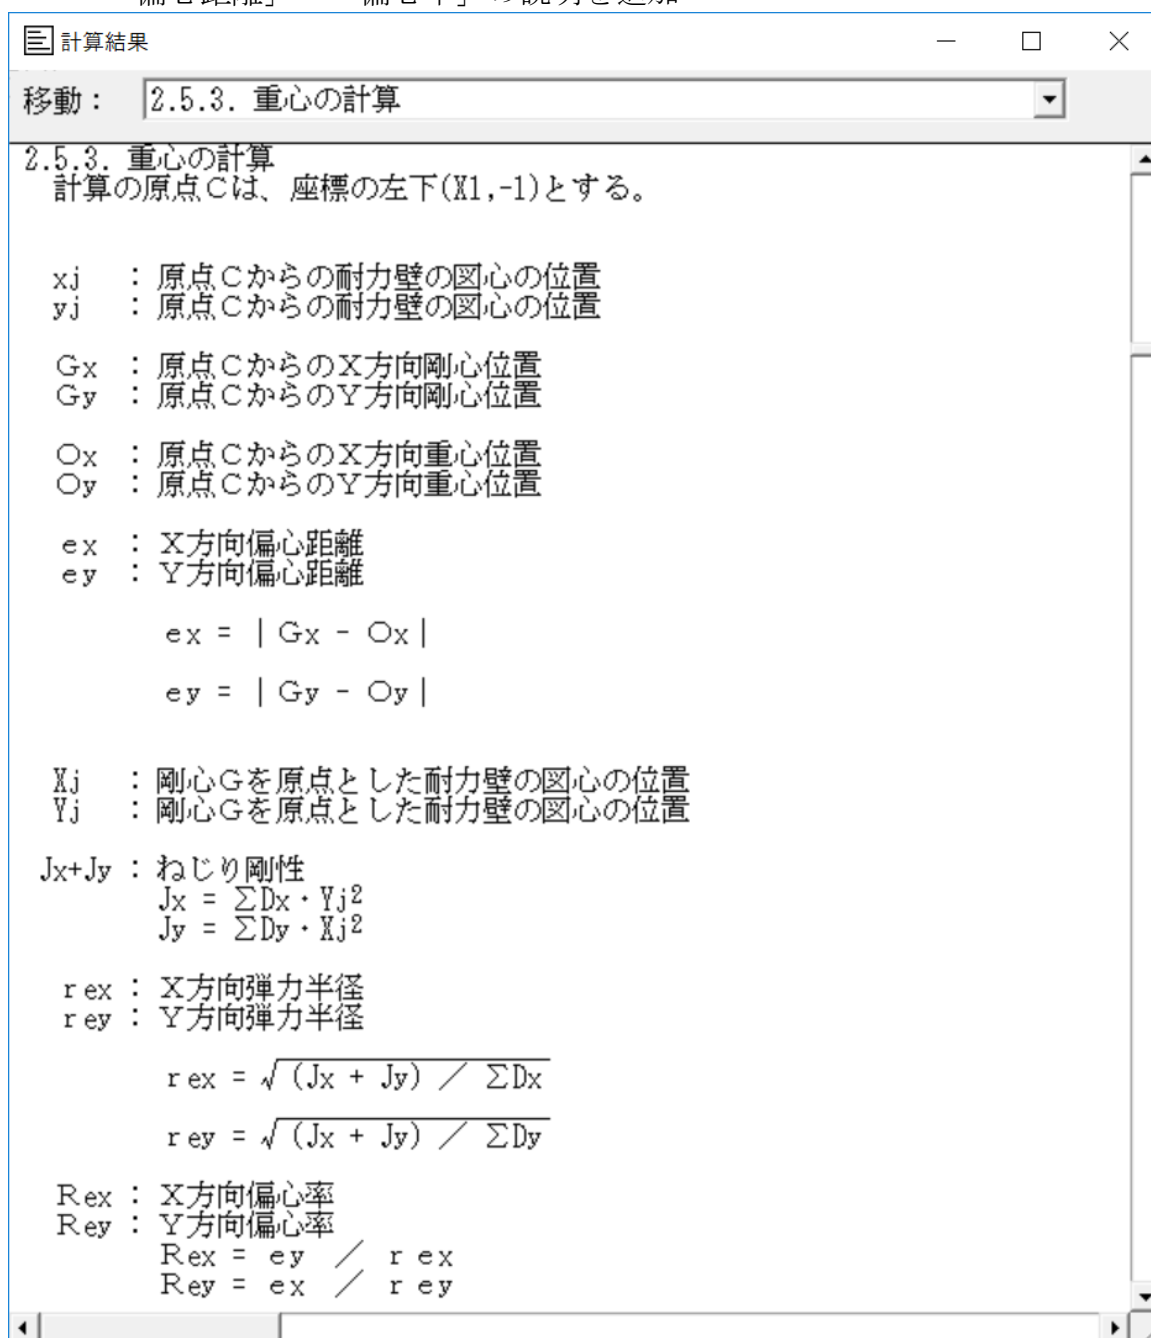 計算結果
移動： 2.5.3. 重心の計算
2.5.3. 重心の計算
計算の原点Ｃは、座標の左下(X1,-1)とする。
xj ：原点Ｃからの耐力壁の図心の位置
yj ：原点Ｃからの耐力壁の図心の位置
Ｇx ：原点ＣからのＸ方向剛心位置
Ｇy ：原点ＣからのＹ方向剛心位置
Ｏx ：原点ＣからのＸ方向重心位置
Ｏy ：原点ＣからのＹ方向重心位置
ｅx ：Ｘ方向偏心距離
ｅy ：Ｙ方向偏心距離
ｅx = ｜Ｇx - Ｏx｜
ｅy = ｜Ｇy - Ｏy｜
Xj ：剛心Ｇを原点とした耐力壁の図心の位置
Yj ：剛心Ｇを原点とした耐力壁の図心の位置
Jx+Jy ：ねじり剛性
Jx = ΣDx・Yj²
Jy = ΣDy・Xj²
ｒex ：Ｘ方向弾力半径
ｒey ：Ｙ方向弾力半径
ｒex = √(Jx + Jy) ／ ΣDx
ｒey = √(Jx + Jy) ／ ΣDy
Ｒex ：Ｘ方向偏心率
Ｒey ：Ｙ方向偏心率
Ｒex = ｅy ／ ｒex
Ｒey = ｅx ／ ｒey